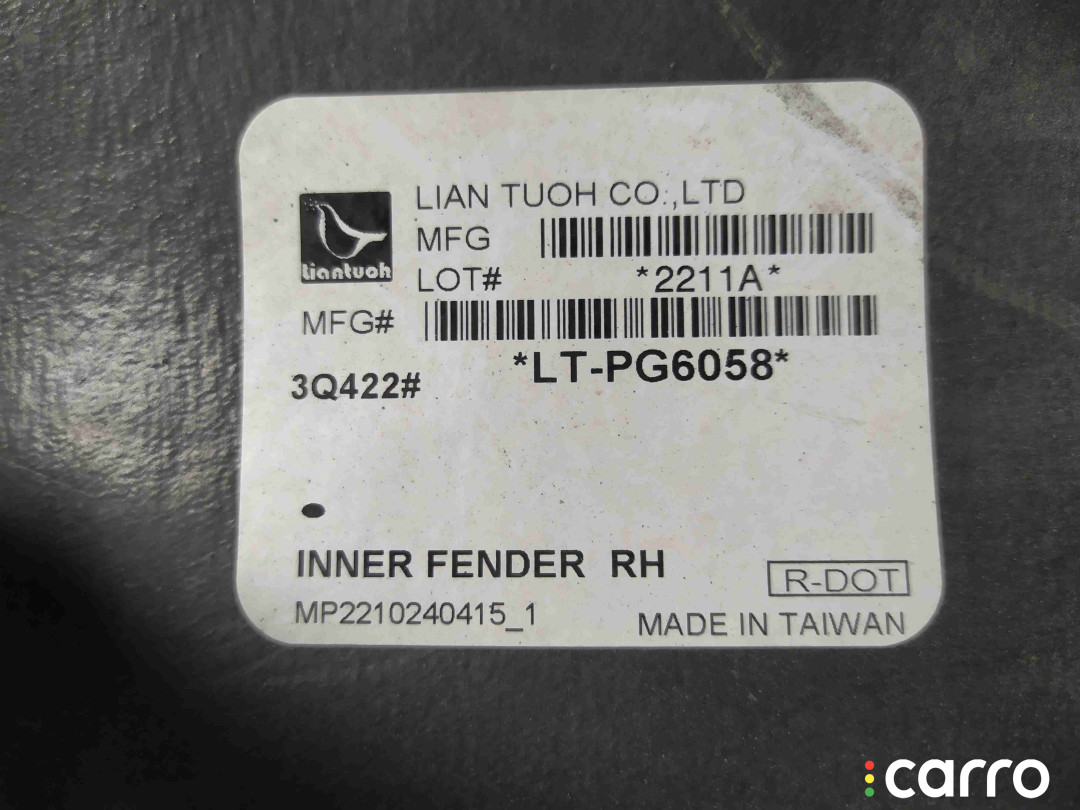 LIAN TUOH CO.,LTD
Liantuoh
MFG
LOT# *2211A*
MFG#
*LT-PG6058*
3Q422#
INNER FENDER RH
R-DOT
MP2210240415_1
MADE IN TAIWAN
carro